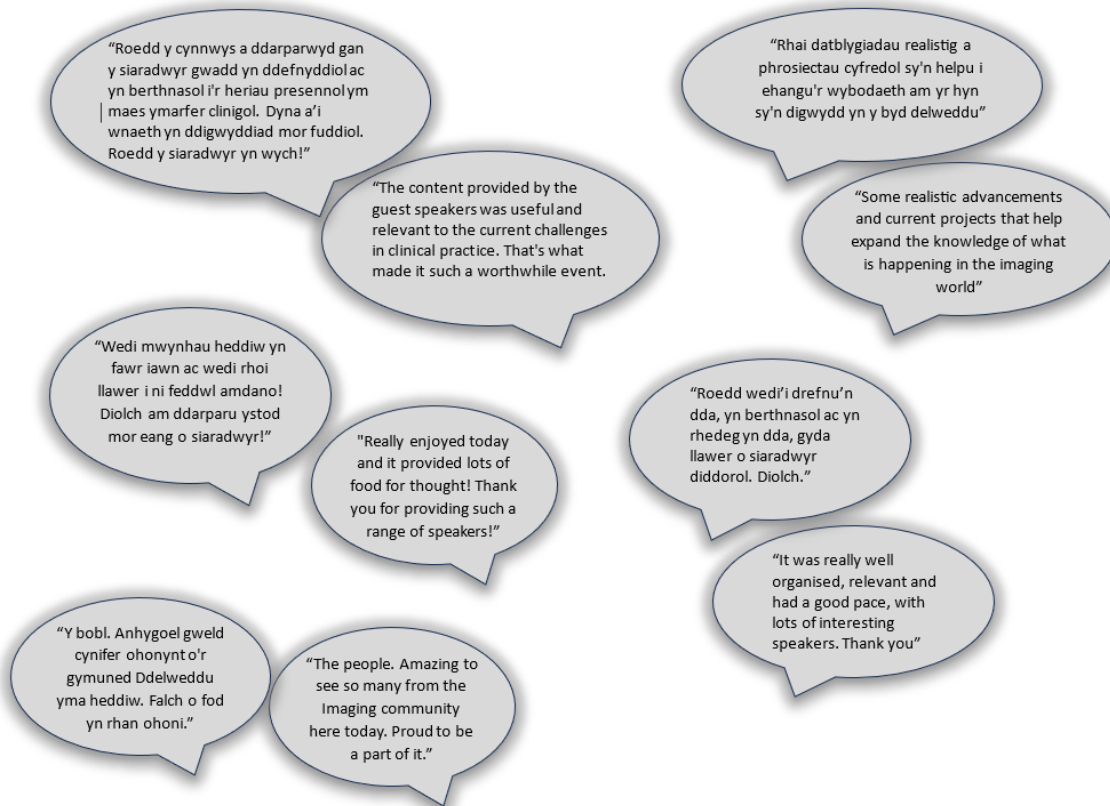 “Roedd y cynnwys a ddarparwyd gan
y siaradwyr gwadd yn ddefnyddiol ac
yn berthnasol i'r heriau presennol ym
maes ymarfer clinigol. Dyna a’i
wnaeth yn ddigwyddiad mor fuddiol.
Roedd y siaradwyr yn wych!”
“The content provided by the
guest speakers was useful and
relevant to the current challenges
in clinical practice. That's what
made it such a worthwhile event.
“Rhai datblygiadau realistig a
phrosiectau cyfredol sy'n helpu i
ehangu'r wybodaeth am yr hyn
sy'n digwydd yn y byd delweddu”
“Some realistic advancements
and current projects that help
expand the knowledge of what
is happening in the imaging
world”
“Wedi mwynhau heddiw yn
fawr iawn ac wedi rhoi
llawer i ni feddwl amdano!
Diolch am ddarparu ystod
mor eang o siaradwyr!”
"Really enjoyed today
and it provided lots of
food for thought! Thank
you for providing such a
range of speakers!”
“Roedd wedi’i drefnu’n
dda, yn berthnasol ac yn
rhedeg yn dda, gyda
llawer o siaradwyr
diddorol. Diolch.”
“It was really well
organised, relevant and
had a good pace, with
lots of interesting
speakers. Thank you”
“Y bobl. Anhygoel gweld
cynifer ohonynt o'r
gymuned Ddelweddu
yma heddiw. Falch o fod
yn rhan ohoni.”
“The people. Amazing to
see so many from the
Imaging community
here today. Proud to be
a part of it.”